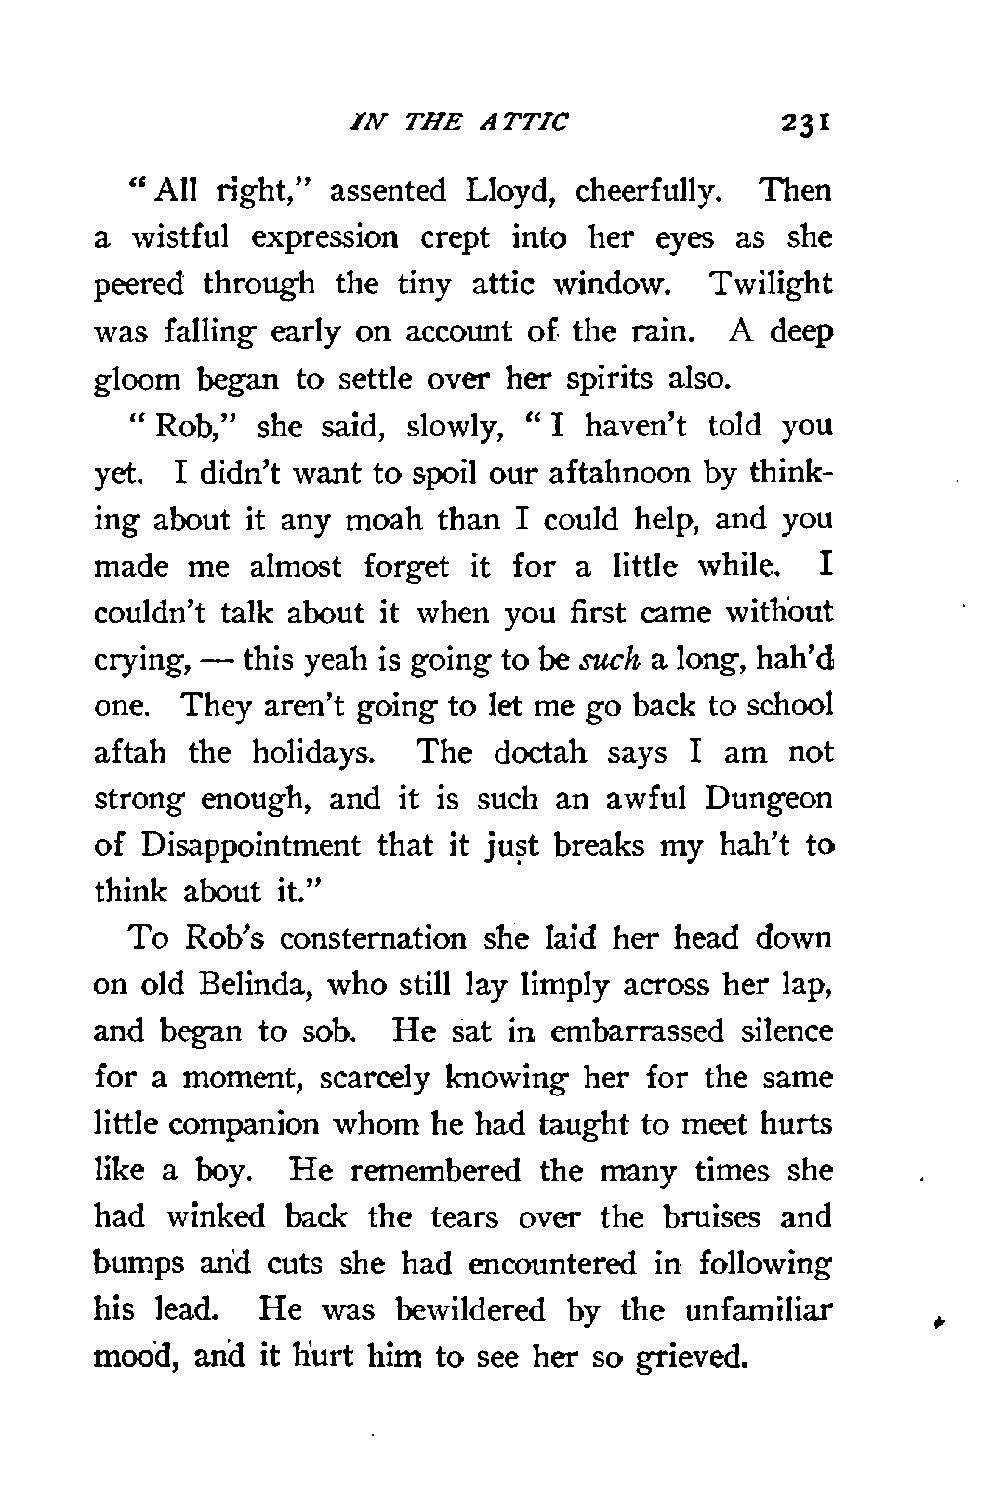 IN THE ATTIC 231
“ All right,” assented Lloyd, cheerfully. Then
a wistful expression crept into her eyes as she
peered through the tiny attic window. Twilight
was falling early on account of the rain. A deep
gloom began to settle over her spirits also.
“ Rob,” she said, slowly, “ I haven’t told you
yet. I didn’t want to spoil our aftahnoon by think-
ing about it any moah than I could help, and you
made me almost forget it for a little while. I
couldn’t talk about it when you first came without
crying, — this yeah is going to be such a long, hah’d
one. They aren’t going to let me go back to school
aftah the holidays. The doctah says I am not
strong enough, and it is such an awful Dungeon
of Disappointment that it just breaks my hah’t to
think about it.”
To Rob’s consternation she laid her head down
on old Belinda, who still lay limply across her lap,
and began to sob. He sat in embarrassed silence
for a moment, scarcely knowing her for the same
little companion whom he had taught to meet hurts
like a boy. He remembered the many times she
had winked back the tears over the bruises and
bumps and cuts she had encountered in following
his lead. He was bewildered by the unfamiliar
mood, and it hurt him to see her so grieved.